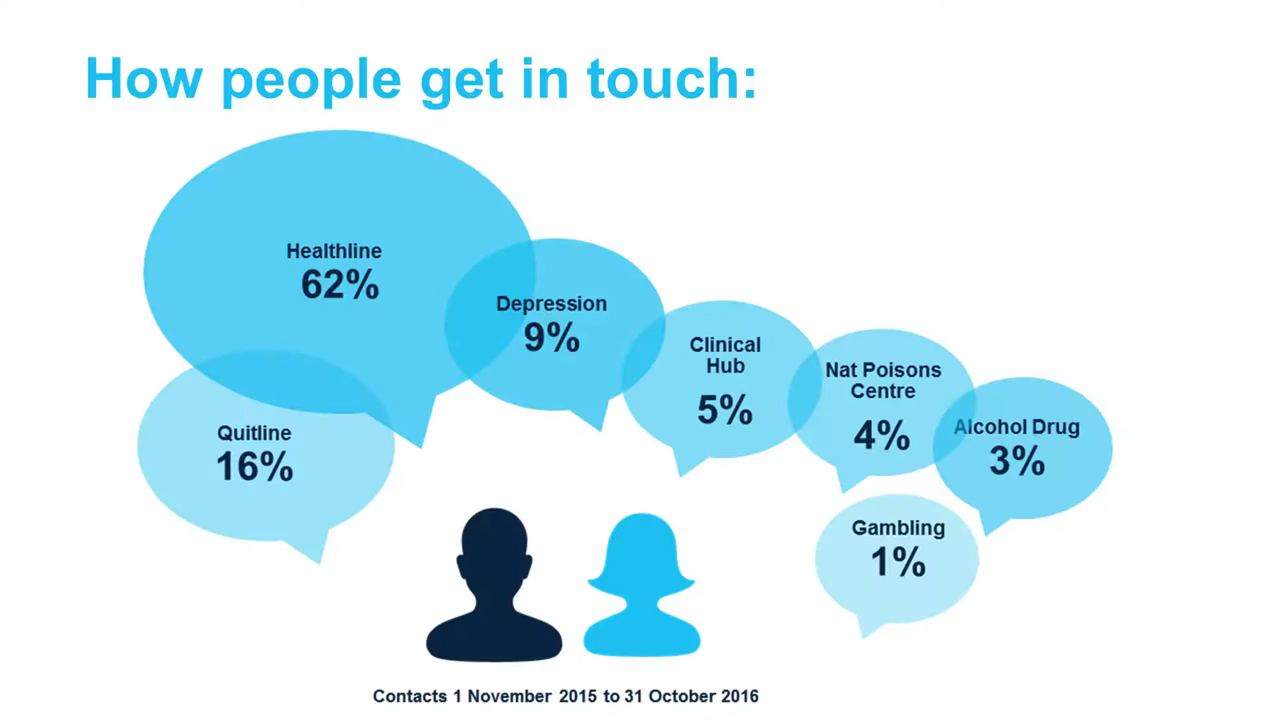 How people get in touch:
Healthline
62%
Depression
9%
Clinical
Hub
5%
Nat Poisons
Centre
4%
Alcohol Drug
3%
Quitline
16%
Gambling
1%
Contacts 1 November 2015 to 31 October 2016